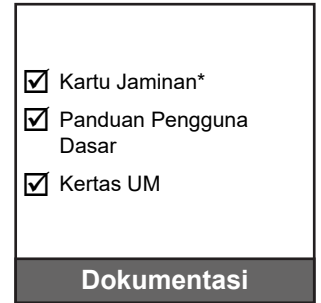 Kartu Jaminan*
Panduan Pengguna
Dasar
Kertas UM
Dokumentasi